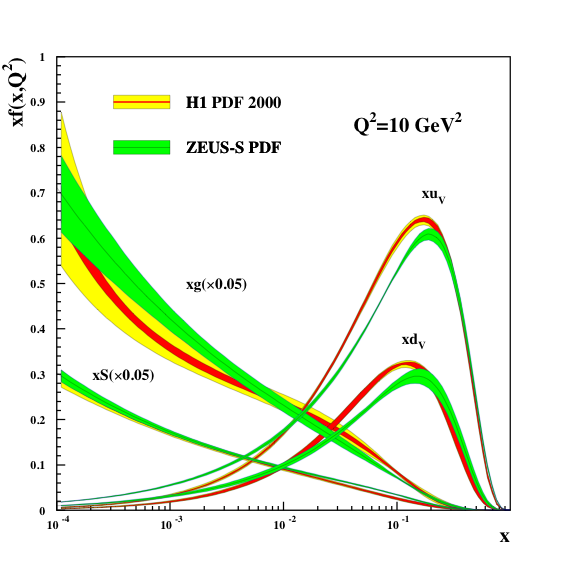 xf(x,Q²)
1
0.9
0.8
0.7
0.6
0.5
0.4
0.3
0.2
0.1
0
H1 PDF 2000
ZEUS-S PDF
Q²=10 GeV²
xu_V
xg(×0.05)
xd_V
xS(×0.05)
10⁻⁴
10⁻³
10⁻²
10⁻¹
x